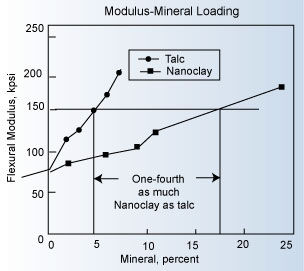 Modulus-Mineral Loading
Flexural Modulus, kpsi
250
200
150
100
50
0
Talc
Nanoclay
One-fourth
as much
Nanoclay as talc
0 5 10 15 20 25
Mineral, percent